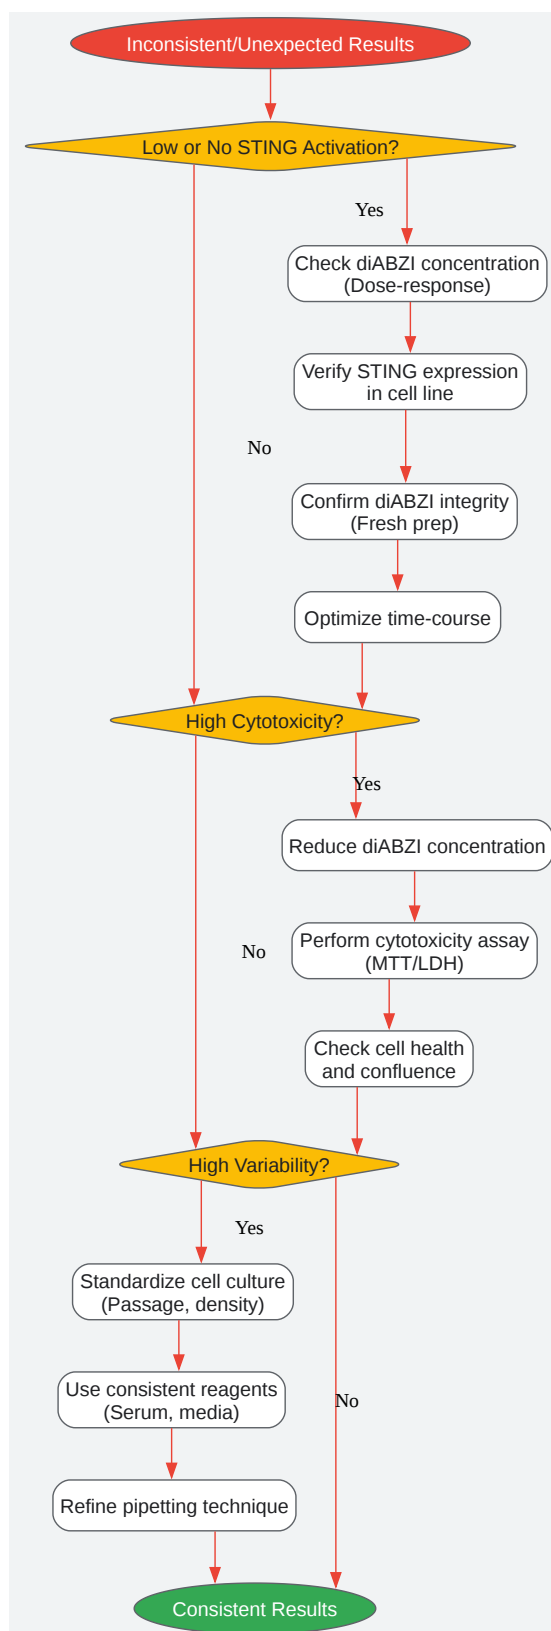 Inconsistent/Unexpected Results
Low or No STING Activation?
Yes
Check diABZI concentration
(Dose-response)
Verify STING expression
in cell line
No
Confirm diABZI integrity
(Fresh prep)
Optimize time-course
High Cytotoxicity?
Yes
Reduce diABZI concentration
Perform cytotoxicity assay
(MTT/LDH)
No
Check cell health
and confluence
High Variability?
Yes
Standardize cell culture
(Passage, density)
Use consistent reagents
(Serum, media)
No
Refine pipetting technique
Consistent Results